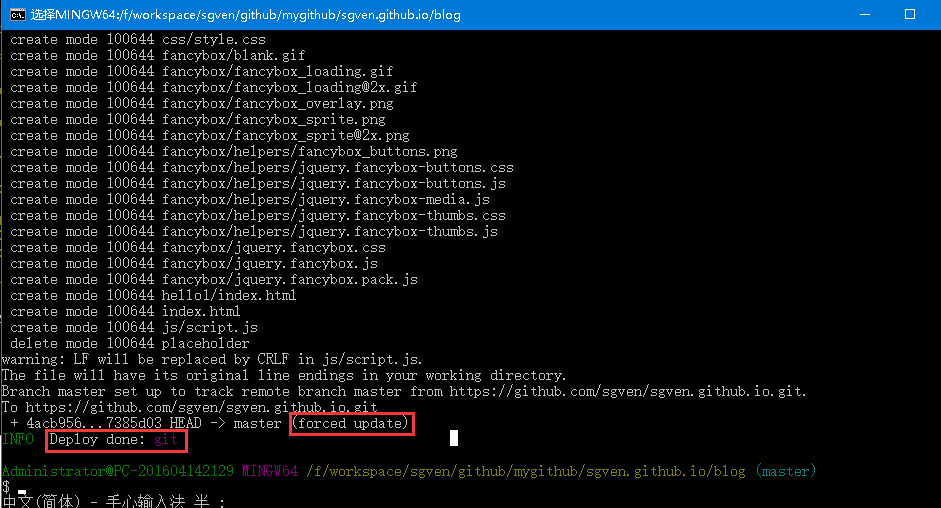 选择MINGW64:/f/workspace/sgven/github/mygithub/sgven.github.io/blog
create mode 100644 css/style.css
create mode 100644 fancybox/blank.gif
create mode 100644 fancybox/fancybox_loading.gif
create mode 100644 fancybox/fancybox_loading@2x.gif
create mode 100644 fancybox/fancybox_overlay.png
create mode 100644 fancybox/fancybox_sprite.png
create mode 100644 fancybox/fancybox_sprite@2x.png
create mode 100644 fancybox/helpers/fancybox_buttons.png
create mode 100644 fancybox/helpers/jquery.fancybox-buttons.css
create mode 100644 fancybox/helpers/jquery.fancybox-buttons.js
create mode 100644 fancybox/helpers/jquery.fancybox-media.js
create mode 100644 fancybox/helpers/jquery.fancybox-thumbs.css
create mode 100644 fancybox/helpers/jquery.fancybox-thumbs.js
create mode 100644 fancybox/jquery.fancybox.css
create mode 100644 fancybox/jquery.fancybox.js
create mode 100644 fancybox/jquery.fancybox.pack.js
create mode 100644 hello1/index.html
create mode 100644 index.html
create mode 100644 js/script.js
delete mode 100644 placeholder
warning: LF will be replaced by CRLF in js/script.js.
The file will have its original line endings in your working directory.
Branch master set up to track remote branch master from https://github.com/sgven/sgven.github.io.git.
To https://github.com/sgven/sgven.github.io.git
+ 4acb956...7385d03 HEAD -> master (forced update)
INFO Deploy done: git
Administrator@PC-201604142129 MINGW64 /f/workspace/sgven/github/mygithub/sgven.github.io/blog (master)
$
中文(简体) - 手心输入法 半 :